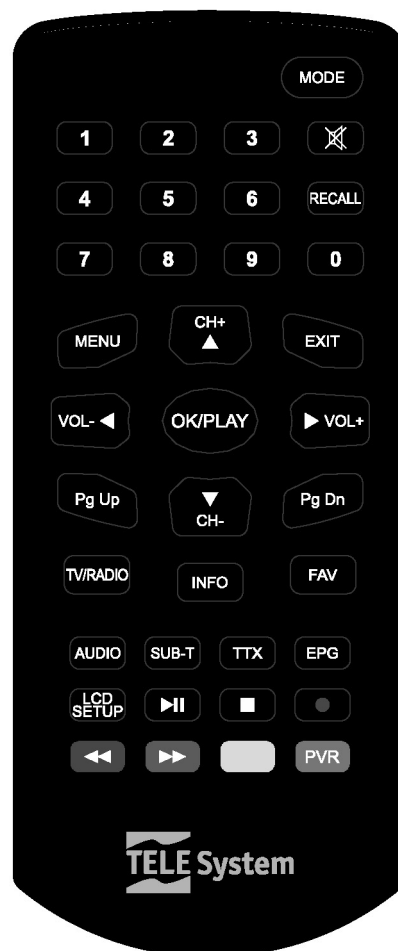 MODE
1 2 3
4 5 6 RECALL
7 8 9 0
CH+
MENU EXIT
VOL- OK/PLAY VOL+
Pg Up Pg Dn
CH-
TV/RADIO INFO FAV
AUDIO SUB-T TTX EPG
LCD
SETUP
PVR
TELE System